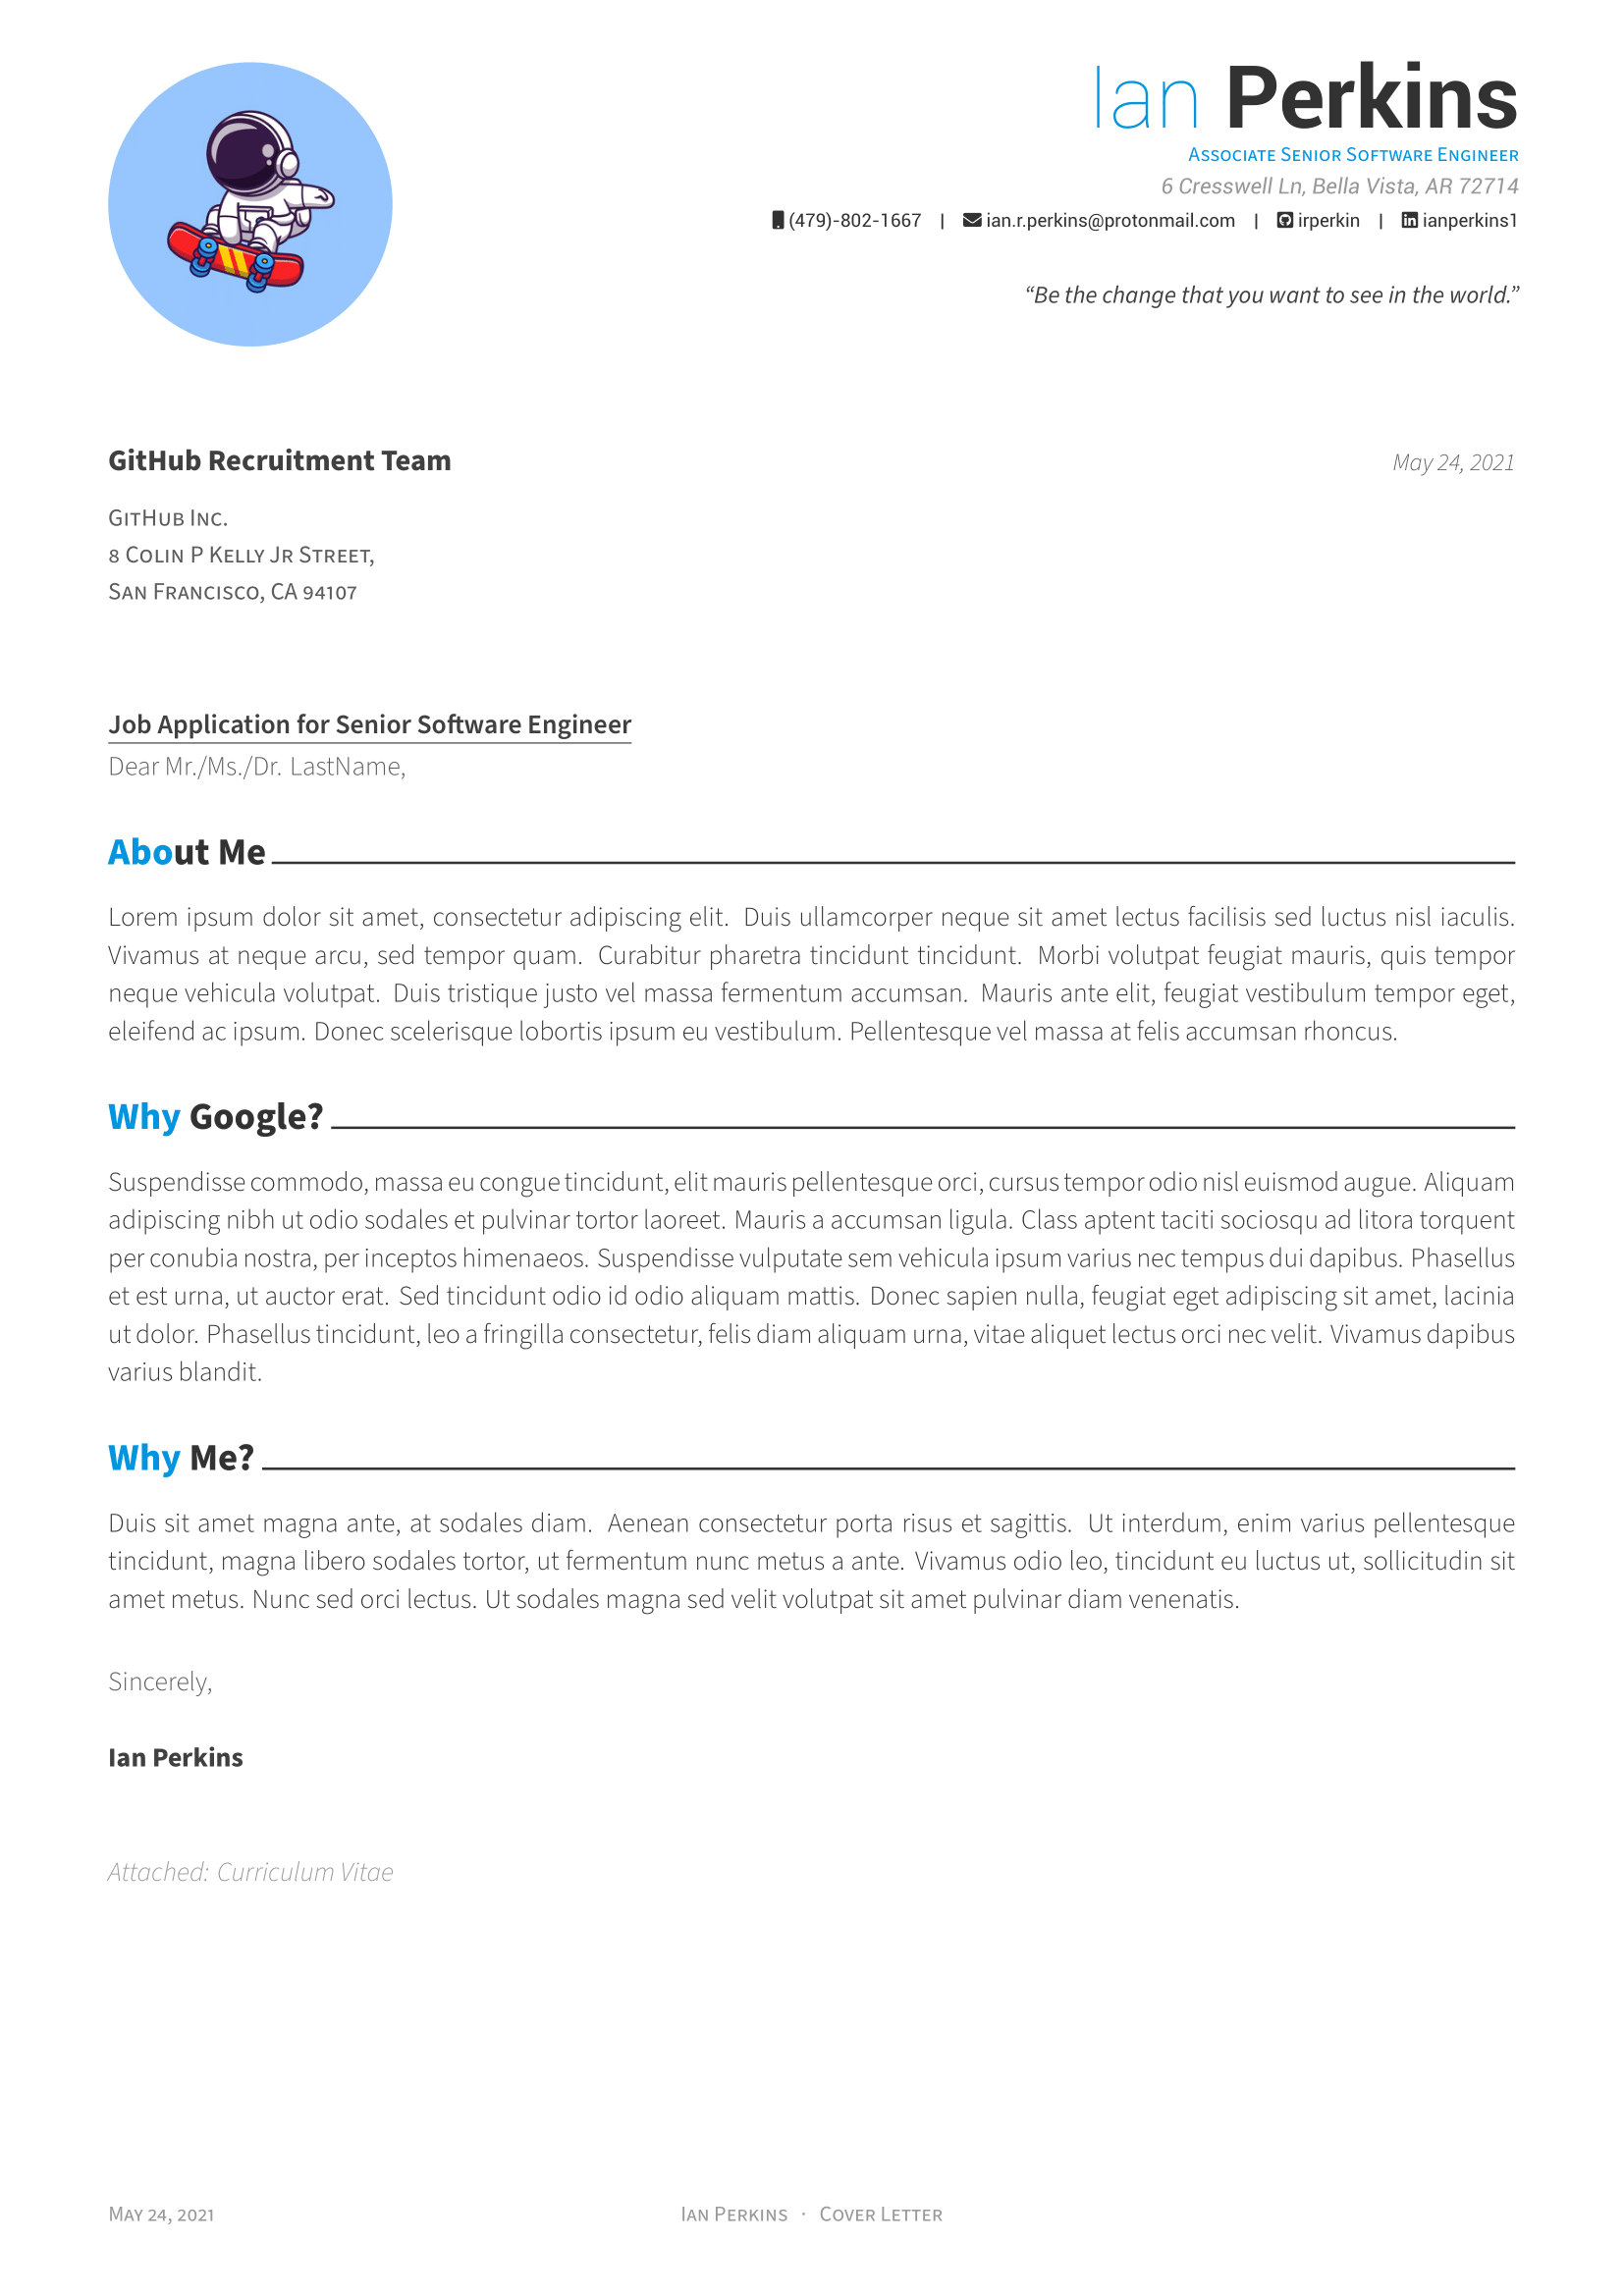 Ian Perkins
Associate Senior Software Engineer
6 Cresswell Ln, Bella Vista, AR 72714
(479)-802-1667 | ian.r.perkins@protonmail.com | irperkin | ianperkins1
“Be the change that you want to see in the world.”
GitHub Recruitment Team
May 24, 2021
GitHub Inc.
8 Colin P Kelly Jr Street,
San Francisco, CA 94107
Job Application for Senior Software Engineer
Dear Mr./Ms./Dr. LastName,
About Me
Lorem ipsum dolor sit amet, consectetur adipiscing elit. Duis ullamcorper neque sit amet lectus facilisis sed luctus nisl iaculis.
Vivamus at neque arcu, sed tempor quam. Curabitur pharetra tincidunt tincidunt. Morbi volutpat feugiat mauris, quis tempor
neque vehicula volutpat. Duis tristique justo vel massa fermentum accumsan. Mauris ante elit, feugiat vestibulum tempor eget,
eleifend ac ipsum. Donec scelerisque lobortis ipsum eu vestibulum. Pellentesque vel massa at felis accumsan rhoncus.
Why Google?
Suspendisse commodo, massa eu congue tincidunt, elit mauris pellentesque orci, cursus tempor odio nisl euismod augue. Aliquam
adipiscing nibh ut odio sodales et pulvinar tortor laoreet. Mauris a accumsan ligula. Class aptent taciti sociosqu ad litora torquent
per conubia nostra, per inceptos himenaeos. Suspendisse vulputate sem vehicula ipsum varius nec tempus dui dapibus. Phasellus
et est urna, ut auctor erat. Sed tincidunt odio id odio aliquam mattis. Donec sapien nulla, feugiat eget adipiscing sit amet, lacinia
ut dolor. Phasellus tincidunt, leo a fringilla consectetur, felis diam aliquam urna, vitae aliquet lectus orci nec velit. Vivamus dapibus
varius blandit.
Why Me?
Duis sit amet magna ante, at sodales diam. Aenean consectetur porta risus et sagittis. Ut interdum, enim varius pellentesque
tincidunt, magna libero sodales tortor, ut fermentum nunc metus a ante. Vivamus odio leo, tincidunt eu luctus ut, sollicitudin sit
amet metus. Nunc sed orci lectus. Ut sodales magna sed velit volutpat sit amet pulvinar diam venenatis.
Sincerely,
Ian Perkins
Attached: Curriculum Vitae
May 24, 2021
Ian Perkins · Cover Letter